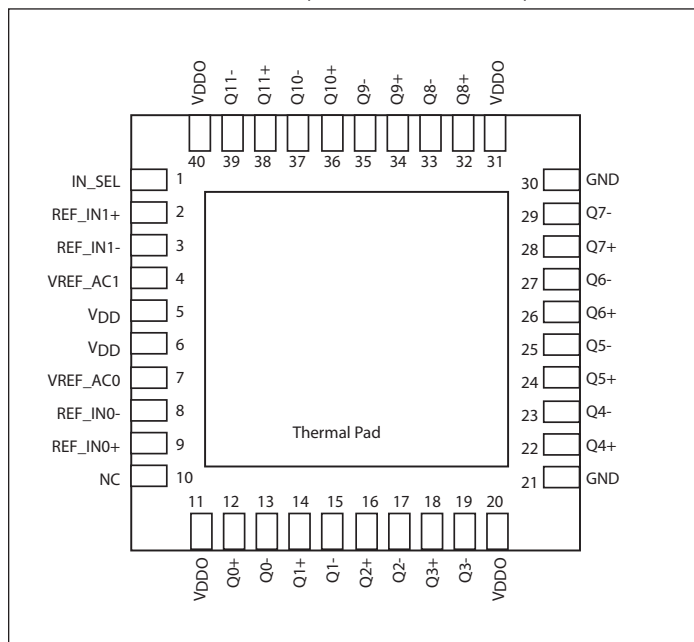 VDDO Q11- Q11+ Q10- Q10+ Q9- Q9+ Q8- Q8+ VDDO
40 39 38 37 36 35 34 33 32 31
IN_SEL 1
REF_IN1+ 2
REF_IN1- 3
VREF_AC1 4
VDD 5
VDD 6
VREF_AC0 7
REF_IN0- 8
REF_IN0+ 9
NC 10
30 GND
29 Q7-
28 Q7+
27 Q6-
26 Q6+
25 Q5-
24 Q5+
23 Q4-
22 Q4+
21 GND
Thermal Pad
11 12 13 14 15 16 17 18 19 20
VDDO Q0+ Q0- Q1+ Q1- Q2+ Q2- Q3+ Q3- VDDO